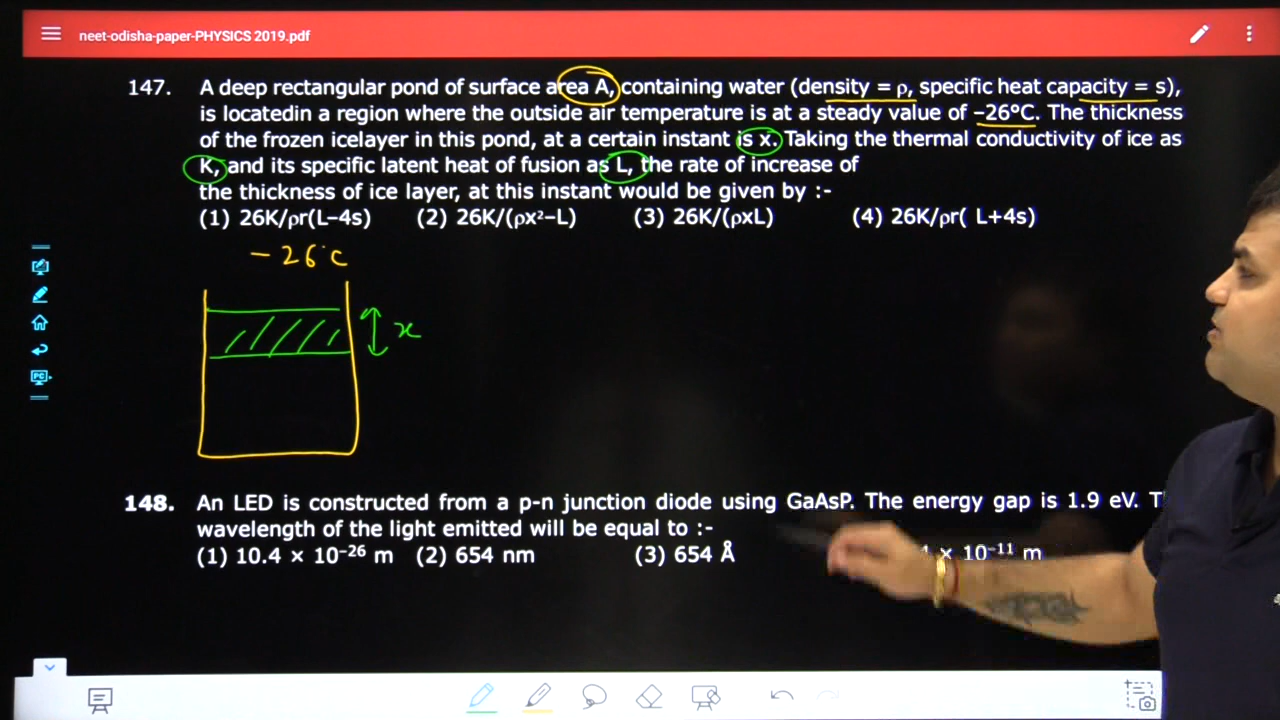 neet-odisha-paper-PHYSICS 2019.pdf
147. A deep rectangular pond of surface area A, containing water (density = ρ, specific heat capacity = s),
is locatedin a region where the outside air temperature is at a steady value of –26°C. The thickness
of the frozen icelayer in this pond, at a certain instant is x. Taking the thermal conductivity of ice as
K, and its specific latent heat of fusion as L, the rate of increase of
the thickness of ice layer, at this instant would be given by :-
(1) 26K/ρr(L–4s) (2) 26K/(ρx²–L) (3) 26K/(ρxL) (4) 26K/ρr( L+4s)
– 26°C
x
148. An LED is constructed from a p-n junction diode using GaAsP. The energy gap is 1.9 eV.
wavelength of the light emitted will be equal to :-
(1) 10.4 × 10⁻²⁶ m (2) 654 nm (3) 654 Å × 10⁻¹¹ m
PC